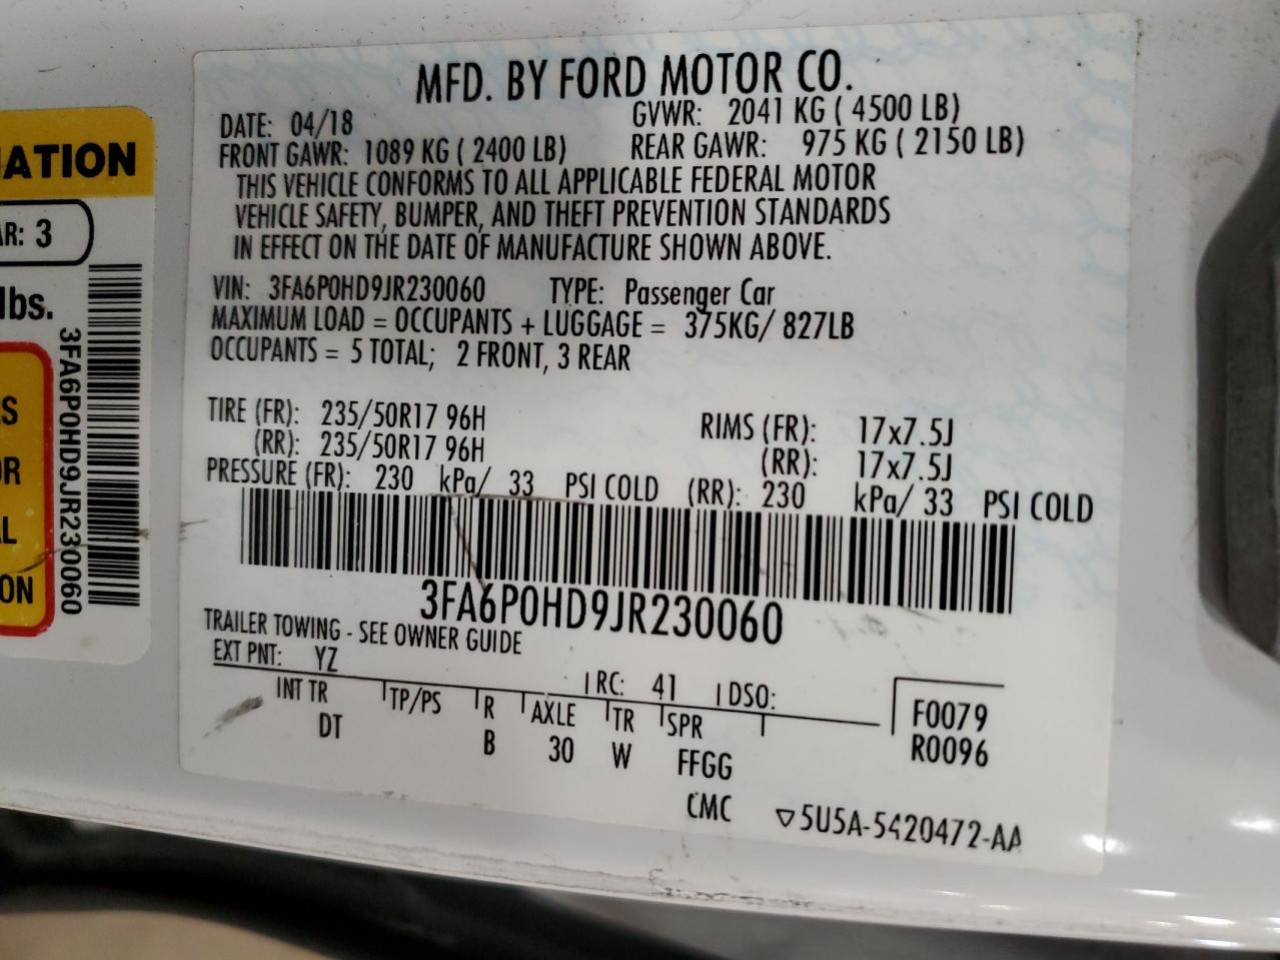 MFD. BY FORD MOTOR CO.
DATE: 04/18 GVWR: 2041 KG ( 4500 LB)
FRONT GAWR: 1089 KG ( 2400 LB) REAR GAWR: 975 KG ( 2150 LB)
THIS VEHICLE CONFORMS TO ALL APPLICABLE FEDERAL MOTOR
VEHICLE SAFETY, BUMPER, AND THEFT PREVENTION STANDARDS
IN EFFECT ON THE DATE OF MANUFACTURE SHOWN ABOVE.
VIN: 3FA6P0HD9JR230060 TYPE: Passenger Car
MAXIMUM LOAD = OCCUPANTS + LUGGAGE = 375KG/ 827LB
OCCUPANTS = 5 TOTAL; 2 FRONT, 3 REAR
TIRE (FR): 235/50R17 96H RIMS (FR): 17x7.5J
(RR): 235/50R17 96H (RR): 17x7.5J
PRESSURE (FR): 230 kPa/ 33 PSI COLD (RR): 230 kPa/ 33 PSI COLD
3FA6P0HD9JR230060
TRAILER TOWING - SEE OWNER GUIDE
EXT PNT: YZ RC: 41 DSO:
INT TR TP/PS R AXLE TR SPR
DT B 30 W FFGG
F0079
R0096
CMC ▽5U5A-5420472-AA
ATION
AR: 3
lbs.
3FA6P0HD9JR230060
S
OR
L
ON